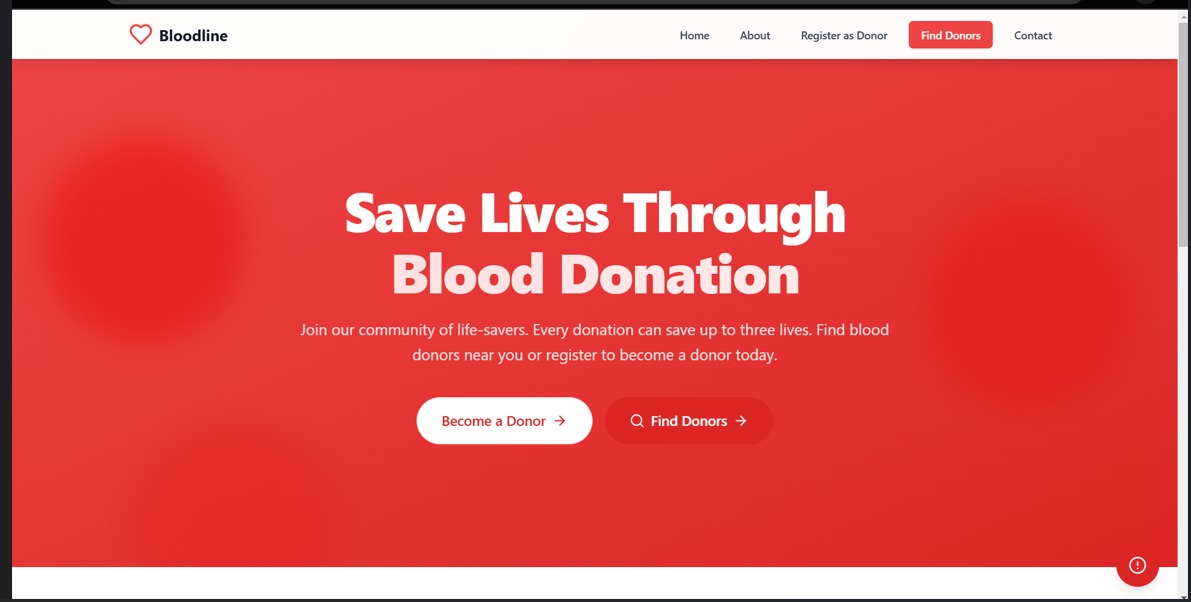 Bloodline
Home
About
Register as Donor
Find Donors
Contact
Save Lives Through
Blood Donation
Join our community of life-savers. Every donation can save up to three lives. Find blood
donors near you or register to become a donor today.
Become a Donor
Find Donors